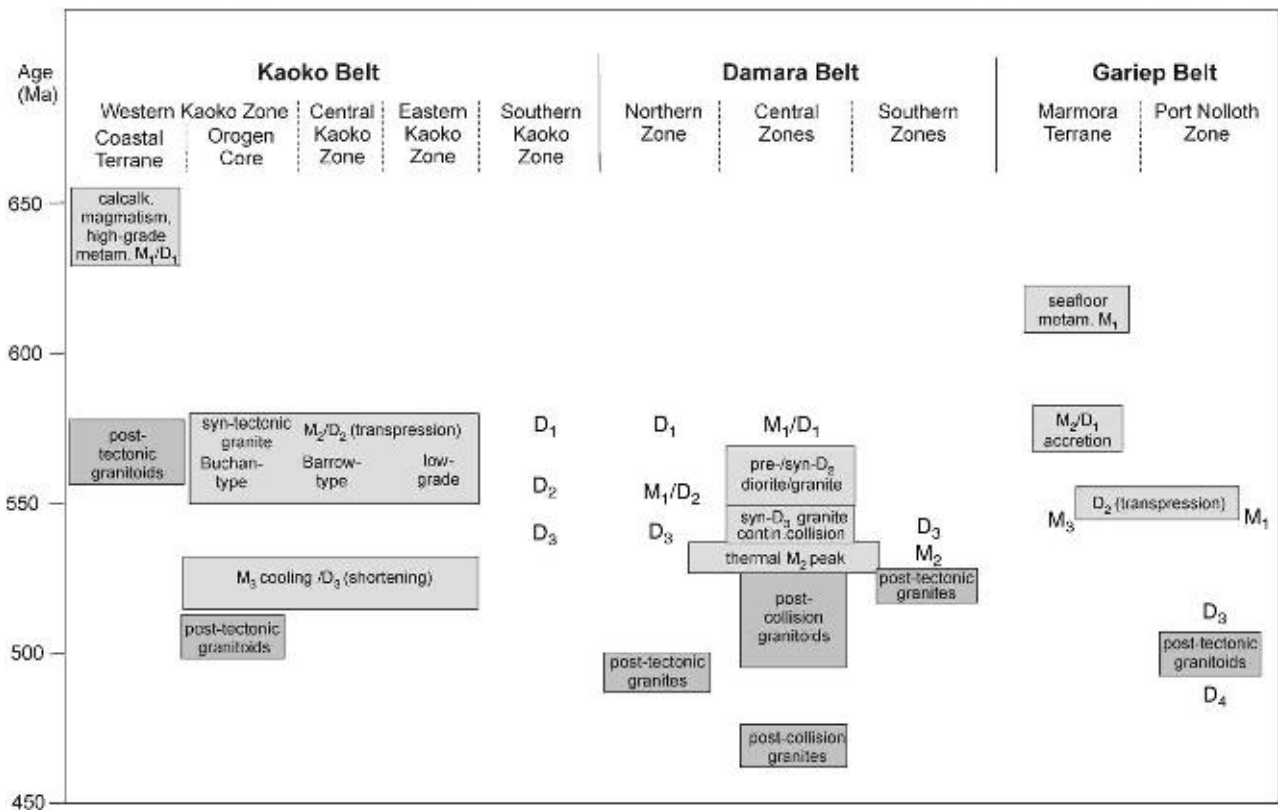 Age
(Ma)
Kaoko Belt
Damara Belt
Gariep Belt
Western Kaoko Zone
Coastal
Terrane
Orogen
Core
Central
Kaoko
Zone
Eastern
Kaoko
Zone
Southern
Kaoko
Zone
Northern
Zone
Central
Zones
Southern
Zones
Marmora
Terrane
Port Nolloth
Zone
650
600
550
500
450
calcalk.
magmatism,
high-grade
metam. M₁/D₁
post-
tectonic
granitoids
syn-tectonic
granite
Buchan-
type
M₂/D₂ (transpression)
Barrow-
type
low-
grade
M₃ cooling /D₃ (shortening)
post-tectonic
granitoids
D₁
D₂
D₃
D₁
M₁/D₂
D₃
post-tectonic
granites
M₁/D₁
pre-/syn-D₂
diorite/granite
syn-D₃ granite
contin.collision
thermal M₂ peak
post-
collision
granitoids
post-collision
granites
D₃
M₂
post-tectonic
granites
seafloor
metam. M₁
M₂/D₁
accretion
D₂ (transpression)
M₃
M₁
D₃
post-tectonic
granitoids
D₄